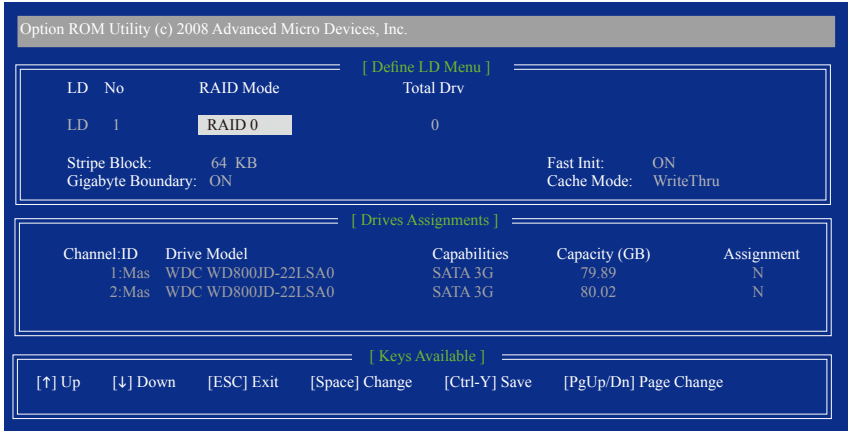 Option ROM Utility (c) 2008 Advanced Micro Devices, Inc.
[ Define LD Menu ]
LD No RAID Mode Total Drv
LD 1 RAID 0 0
Stripe Block: 64 KB Fast Init: ON
Gigabyte Boundary: ON Cache Mode: WriteThru
[ Drives Assignments ]
Channel:ID Drive Model Capabilities Capacity (GB) Assignment
1:Mas WDC WD800JD-22LSA0 SATA 3G 79.89 N
2:Mas WDC WD800JD-22LSA0 SATA 3G 80.02 N
[ Keys Available ]
[↑] Up [↓] Down [ESC] Exit [Space] Change [Ctrl-Y] Save [PgUp/Dn] Page Change